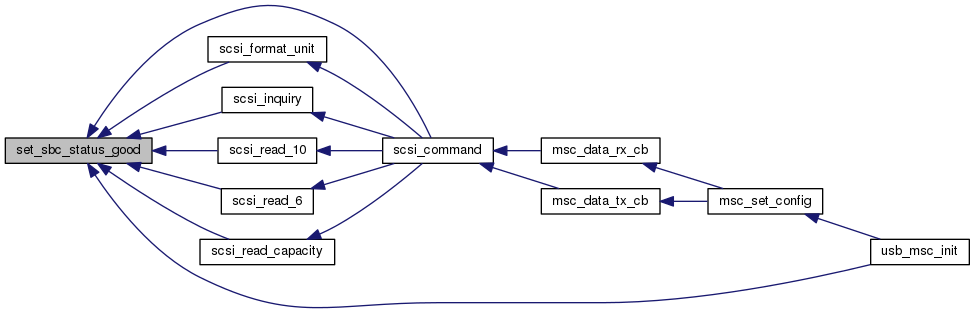 set_sbc_status_good
scsi_format_unit
scsi_inquiry
scsi_read_10
scsi_read_6
scsi_read_capacity
scsi_command
msc_data_rx_cb
msc_data_tx_cb
msc_set_config
usb_msc_init